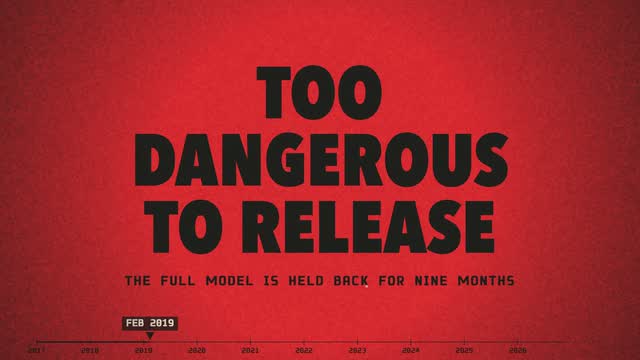 TOO
DANGEROUS
TO RELEASE
THE FULL MODEL IS HELD BACK FOR NINE MONTHS
FEB 2019
2017 2018 2019 2020 2021 2022 2023 2024 2025 2026